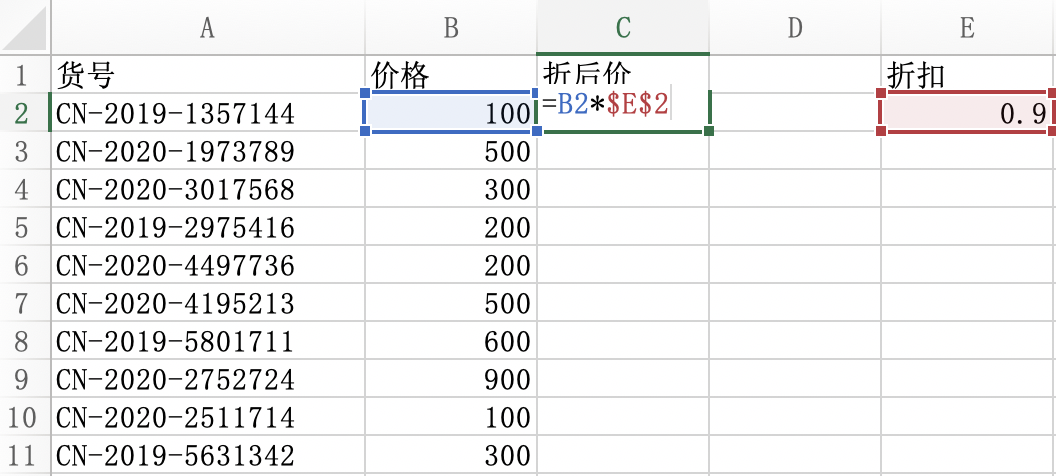 A B C D E
1 货号 价格 折后价 折扣
2 CN-2019-1357144 100 =B2*$E$2 0.9
3 CN-2020-1973789 500
4 CN-2020-3017568 300
5 CN-2019-2975416 200
6 CN-2020-4497736 200
7 CN-2020-4195213 500
8 CN-2019-5801711 600
9 CN-2020-2752724 900
10 CN-2020-2511714 100
11 CN-2019-5631342 300